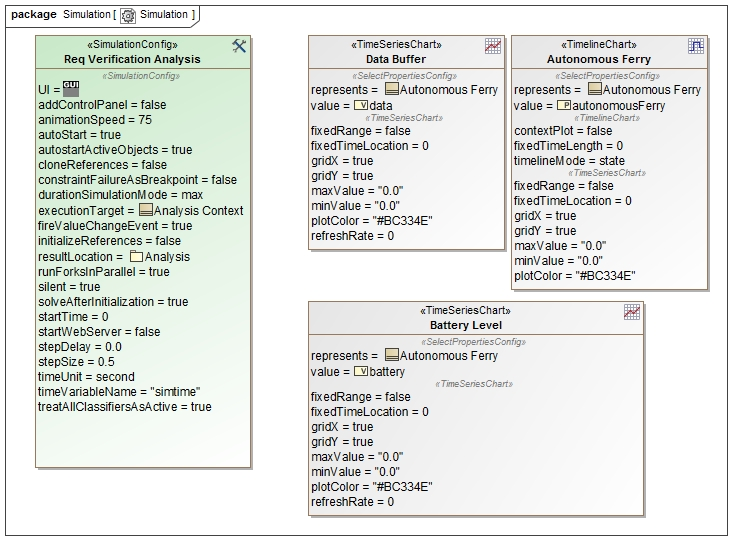 package Simulation [ Simulation ]
«SimulationConfig»
Req Verification Analysis
«SimulationConfig»
UI = GUI
addControlPanel = false
animationSpeed = 75
autoStart = true
autostartActiveObjects = true
cloneReferences = false
constraintFailureAsBreakpoint = false
durationSimulationMode = max
executionTarget = Analysis Context
fireValueChangeEvent = true
initializeReferences = false
resultLocation = Analysis
runForksInParallel = true
silent = true
solveAfterInitialization = true
startTime = 0
startWebServer = false
stepDelay = 0.0
stepSize = 0.5
timeUnit = second
timeVariableName = "simtime"
treatAllClassifiersAsActive = true
«TimeSeriesChart»
Data Buffer
«SelectPropertiesConfig»
represents = Autonomous Ferry
value = V data
«TimeSeriesChart»
fixedRange = false
fixedTimeLocation = 0
gridX = true
gridY = true
maxValue = "0.0"
minValue = "0.0"
plotColor = "#BC334E"
refreshRate = 0
«TimelineChart»
Autonomous Ferry
«SelectPropertiesConfig»
represents = Autonomous Ferry
value = P autonomousFerry
«TimelineChart»
contextPlot = false
fixedTimeLength = 0
timelineMode = state
«TimeSeriesChart»
fixedRange = false
fixedTimeLocation = 0
gridX = true
gridY = true
maxValue = "0.0"
minValue = "0.0"
plotColor = "#BC334E"
«TimeSeriesChart»
Battery Level
«SelectPropertiesConfig»
represents = Autonomous Ferry
value = V battery
«TimeSeriesChart»
fixedRange = false
fixedTimeLocation = 0
gridX = true
gridY = true
maxValue = "0.0"
minValue = "0.0"
plotColor = "#BC334E"
refreshRate = 0